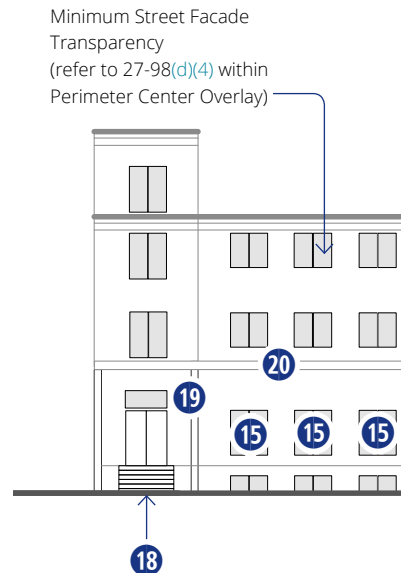 Minimum Street Facade
Transparency
(refer to 27-98(d)(4) within
Perimeter Center Overlay)
20
19
15 15 15
18